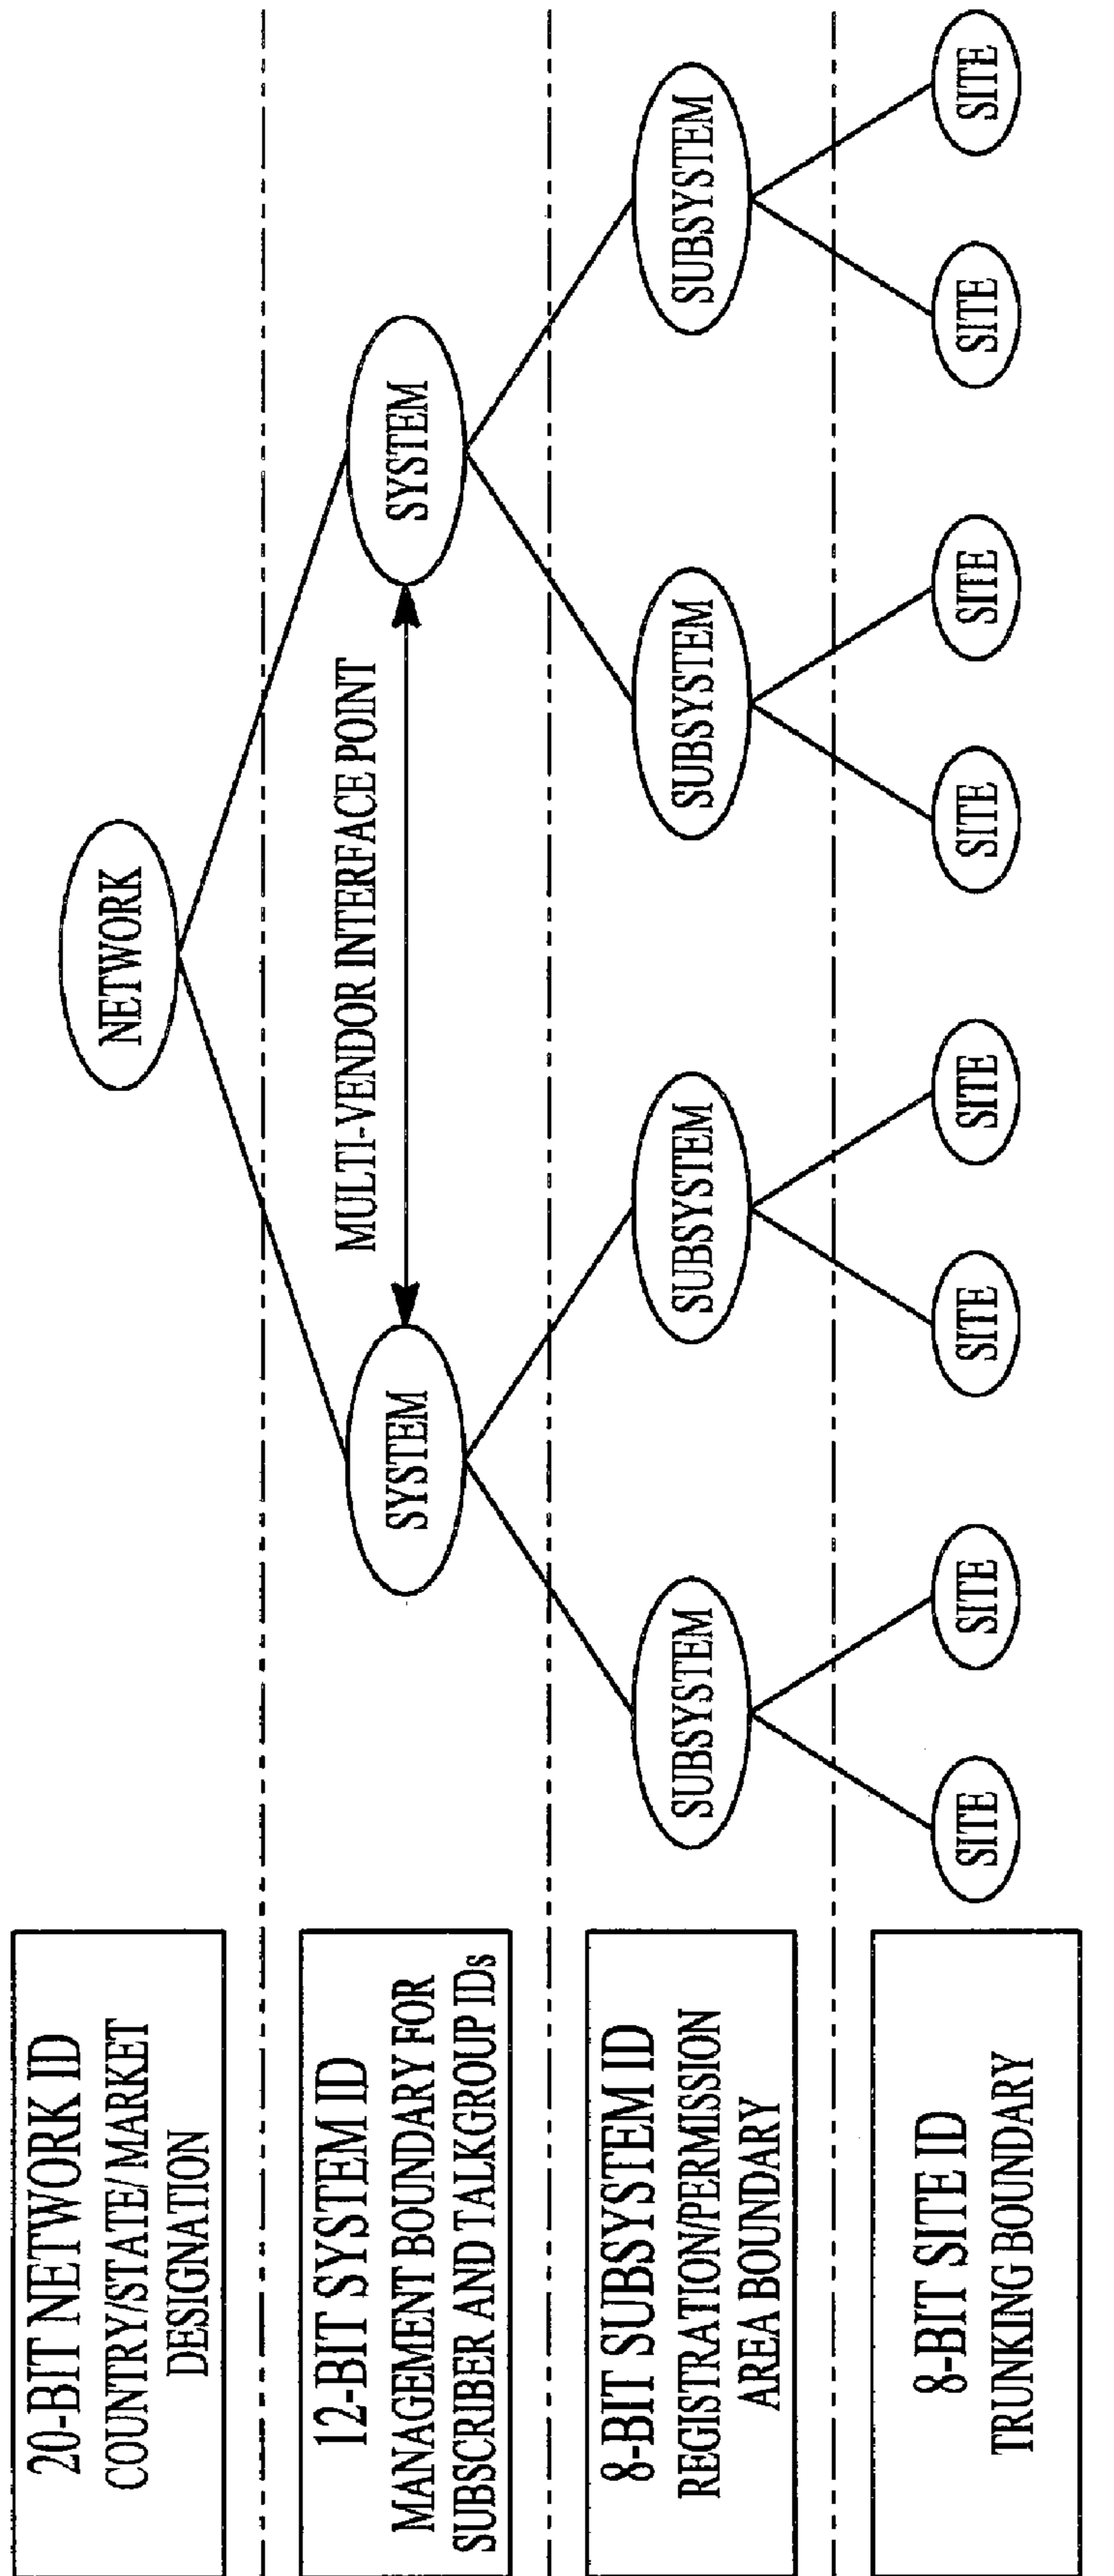 20-BIT NETWORK ID
COUNTRY/STATE/MARKET
DESIGNATION
NETWORK
12-BIT SYSTEM ID
MANAGEMENT BOUNDARY FOR
SUBSCRIBER AND TALKGROUP IDs
SYSTEM
MULTI-VENDOR INTERFACE POINT
SYSTEM
8-BIT SUBSYSTEM ID
REGISTRATION/PERMISSION
AREA BOUNDARY
SUBSYSTEM
SUBSYSTEM
SUBSYSTEM
SUBSYSTEM
8-BIT SITE ID
TRUNKING BOUNDARY
SITE
SITE
SITE
SITE
SITE
SITE
SITE
SITE